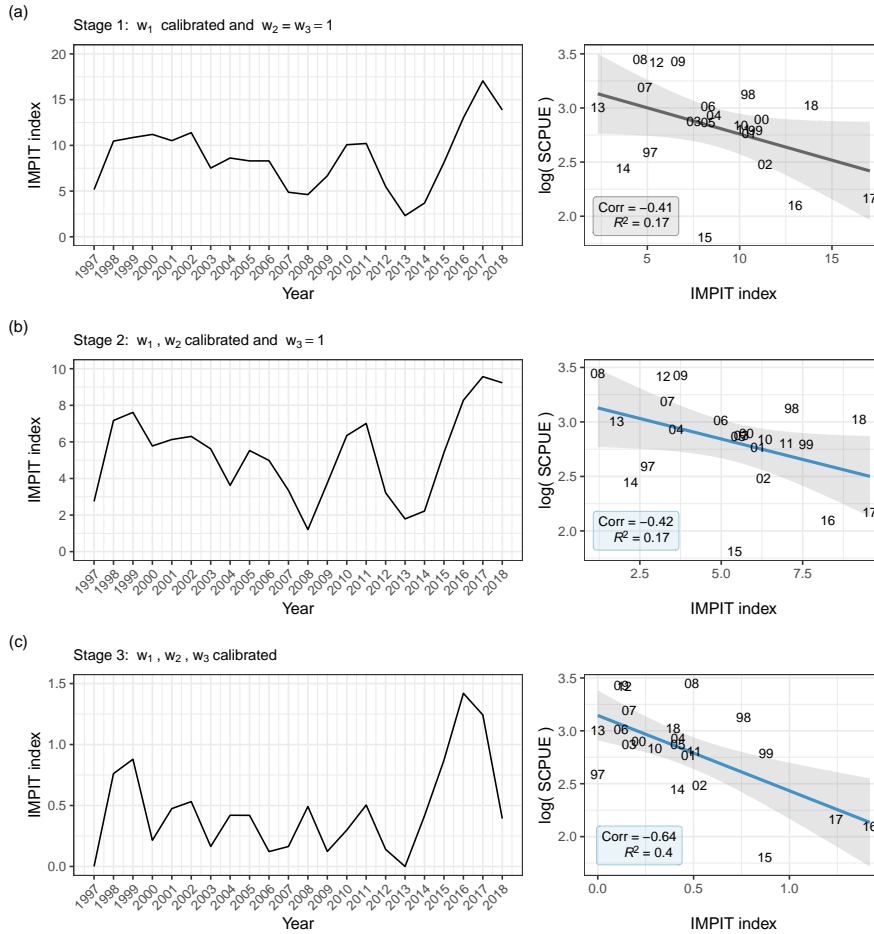 (a)
Stage 1: w1 calibrated and w2 = w3 = 1
IMPIT index
20
15
10
5
0
1997 1998 1999 2000 2001 2002 2003 2004 2005 2006 2007 2008 2009 2010 2011 2012 2013 2014 2015 2016 2017 2018
Year
log( SCPUE )
3.5
3.0
2.5
2.0
08 12 09
07
13
06
98
18
03 05 04
10 00
11 99
01
97
14
02
17
16
15
Corr = −0.41
R² = 0.17
5 10 15
IMPIT index
(b)
Stage 2: w1 , w2 calibrated and w3 = 1
IMPIT index
10
8
6
4
2
0
1997 1998 1999 2000 2001 2002 2003 2004 2005 2006 2007 2008 2009 2010 2011 2012 2013 2014 2015 2016 2017 2018
Year
log( SCPUE )
3.5
3.0
2.5
2.0
08 12 09
07
98
13
06
18
04
00
10 11 99
01
97
14
02
17
16
15
Corr = −0.42
R² = 0.17
2.5 5.0 7.5
IMPIT index
(c)
Stage 3: w1 , w2 , w3 calibrated
IMPIT index
1.5
1.0
0.5
0.0
1997 1998 1999 2000 2001 2002 2003 2004 2005 2006 2007 2008 2009 2010 2011 2012 2013 2014 2015 2016 2017 2018
Year
log( SCPUE )
3.5
3.0
2.5
2.0
09 12 08
07
98
13 06 18
03 00 04
10 05 11 99
01
97
14 02
17
16
15
Corr = −0.64
R² = 0.4
0.0 0.5 1.0
IMPIT index